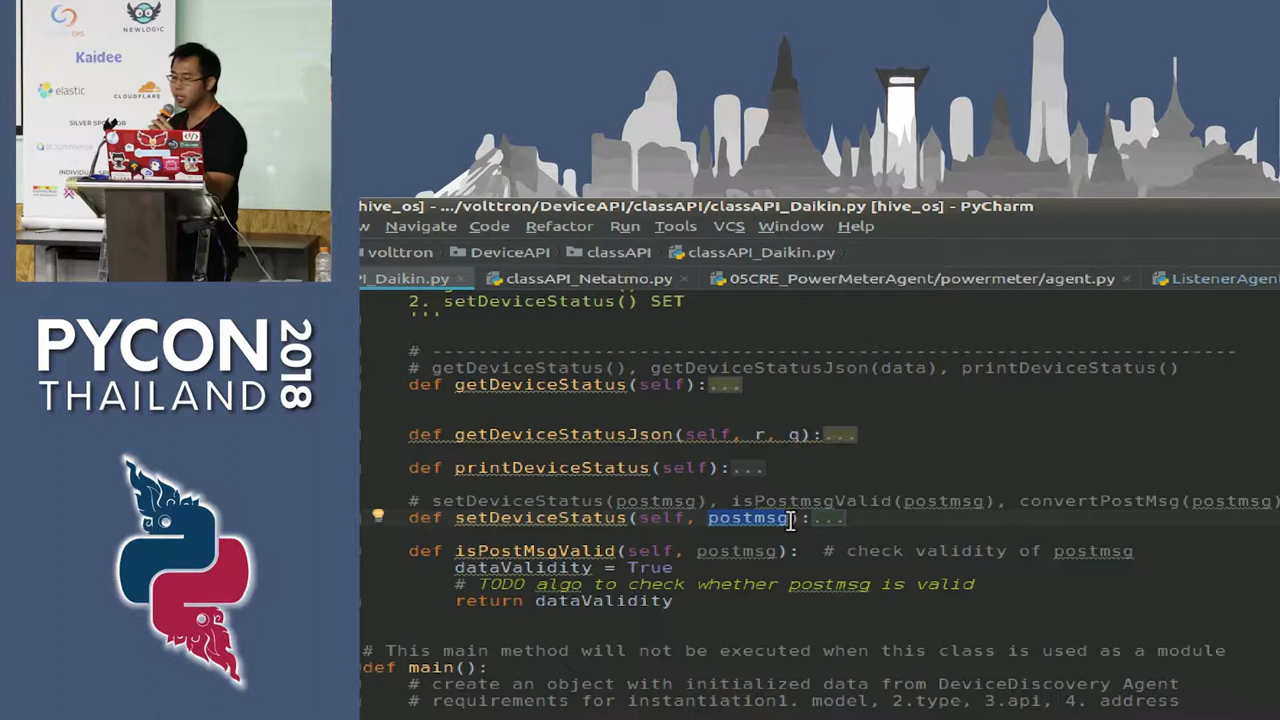 OPS
NEWLOGIC
Kaidee
elastic
CLOUDFLARE
SILVER SPONSOR
PYCON
THAILAND
2018
hive_os] - .../volttron/DeviceAPI/classAPI/classAPI_Daikin.py [hive_os] - PyCharm
w Navigate Code Refactor Run Tools VCS Window Help
volttron DeviceAPI classAPI classAPI_Daikin.py
PI_Daikin.py × classAPI_Netatmo.py × 05CRE_PowerMeterAgent/powermeter/agent.py × ListenerAgen
2. setDeviceStatus() SET
'''
# ----------------------------------------------------------------------
# getDeviceStatus(), getDeviceStatusJson(data), printDeviceStatus()
def getDeviceStatus(self):...
def getDeviceStatusJson(self, r, q):...
def printDeviceStatus(self):...
# setDeviceStatus(postmsg), isPostmsgValid(postmsg), convertPostMsg(postmsg)
def setDeviceStatus(self, postmsg):...
def isPostMsgValid(self, postmsg): # check validity of postmsg
dataValidity = True
# TODO algo to check whether postmsg is valid
return dataValidity
# This main method will not be executed when this class is used as a module
def main():
# create an object with initialized data from DeviceDiscovery Agent
# requirements for instantiation1. model, 2.type, 3.api, 4. address